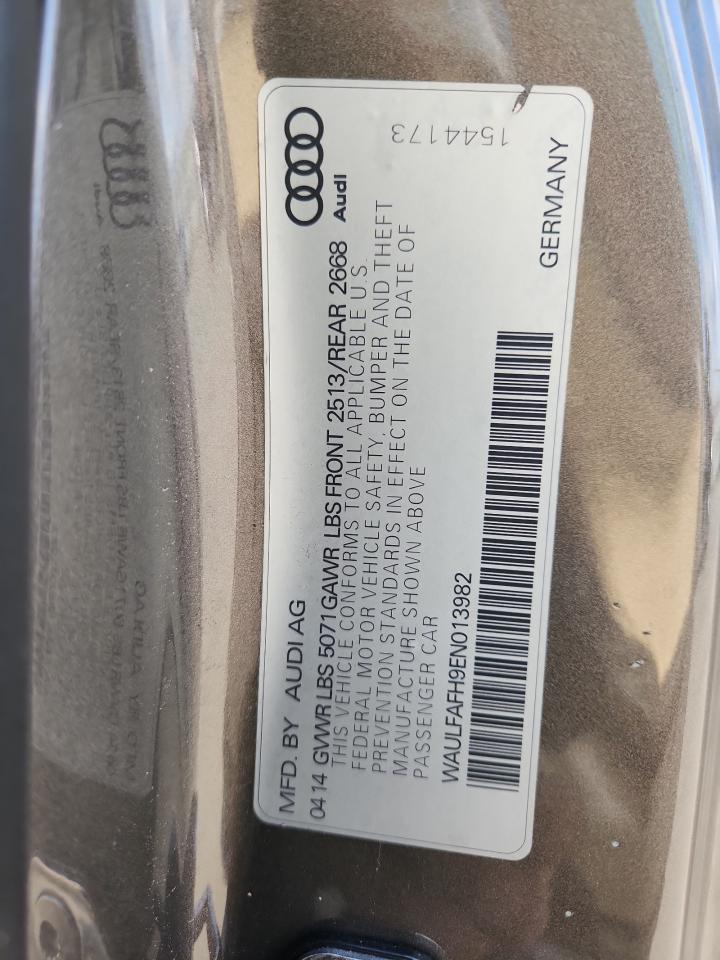 MFD. BY AUDI AG
0414 GVWR LBS 5071 GAWR LBS FRONT 2513/REAR 2668
THIS VEHICLE CONFORMS TO ALL APPLICABLE U.S.
FEDERAL MOTOR VEHICLE SAFETY, BUMPER AND THEFT
PREVENTION STANDARDS IN EFFECT ON THE DATE OF
MANUFACTURE SHOWN ABOVE
PASSENGER CAR
WAULFAFH9EN013982
Audi
1544173
GERMANY